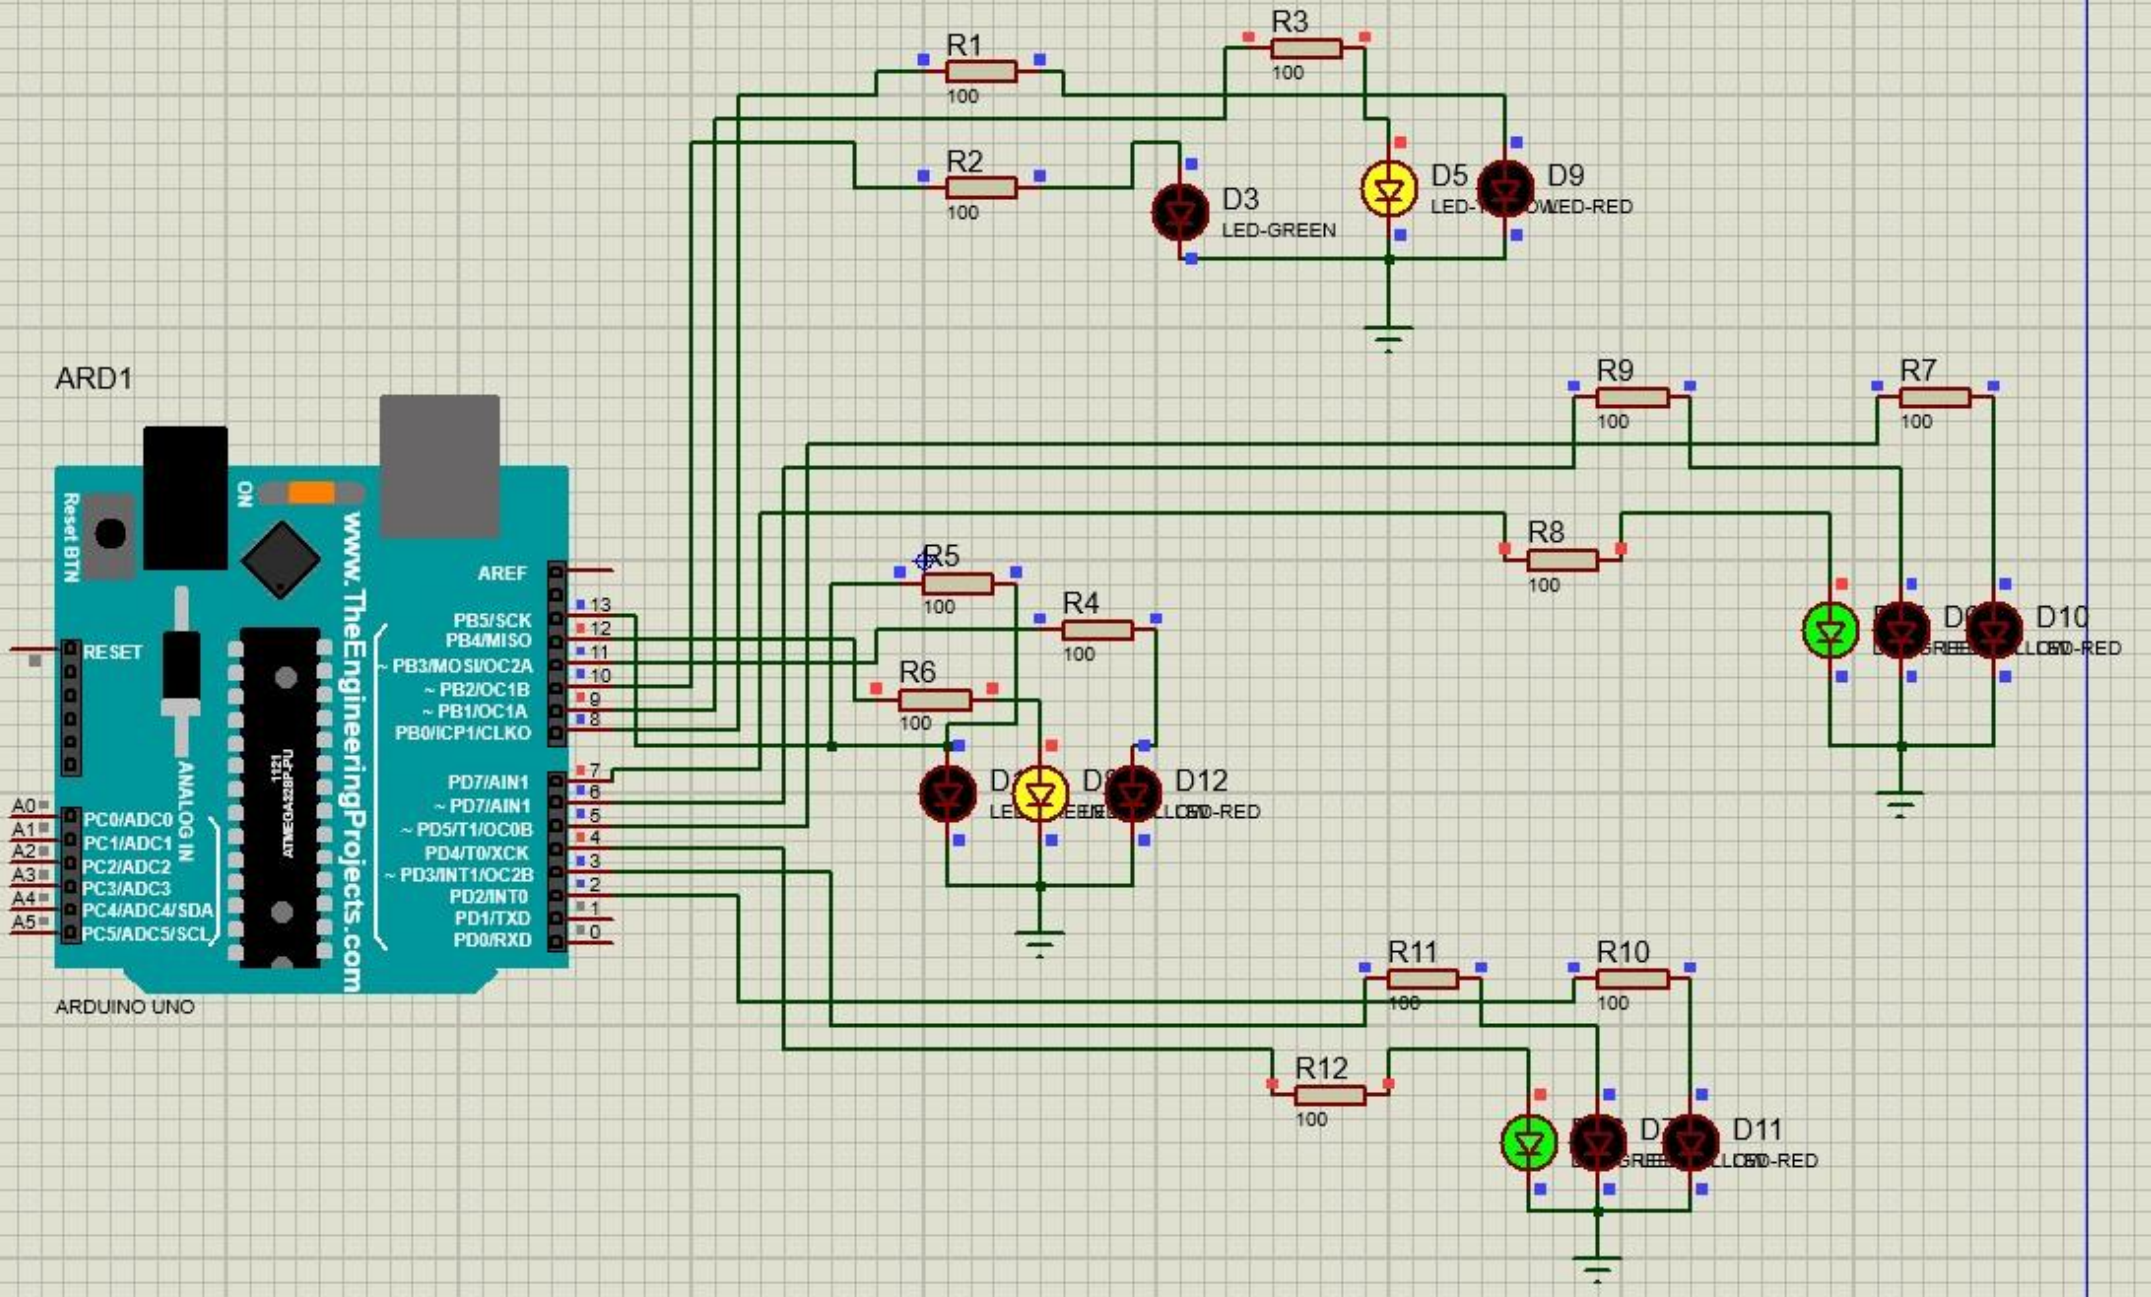 R3
100
R1
100
R2
100
D3
LED-GREEN
D5
D9
LED-RED
ARD1
R9
100
R7
100
R8
100
D10
R5
100
R4
100
R6
100
D12
Reset BTN
ON
www.TheEngineeringProjects.com
ANALOG IN
1121
ATMEGA328P-PU
RESET
AREF
PB5/SCK 13
PB4/MISO 12
~ PB3/MOSI/OC2A 11
~ PB2/OC1B 10
~ PB1/OC1A 9
PB0/ICP1/CLKO 8
PD7/AIN1 7
~ PD7/AIN1 6
~ PD5/T1/OC0B 5
PD4/T0/XCK 4
~ PD3/INT1/OC2B 3
PD2/INT0 2
PD1/TXD 1
PD0/RXD 0
A0 PC0/ADC0
A1 PC1/ADC1
A2 PC2/ADC2
A3 PC3/ADC3
A4 PC4/ADC4/SDA
A5 PC5/ADC5/SCL
ARDUINO UNO
R11
100
R10
100
R12
100
D11